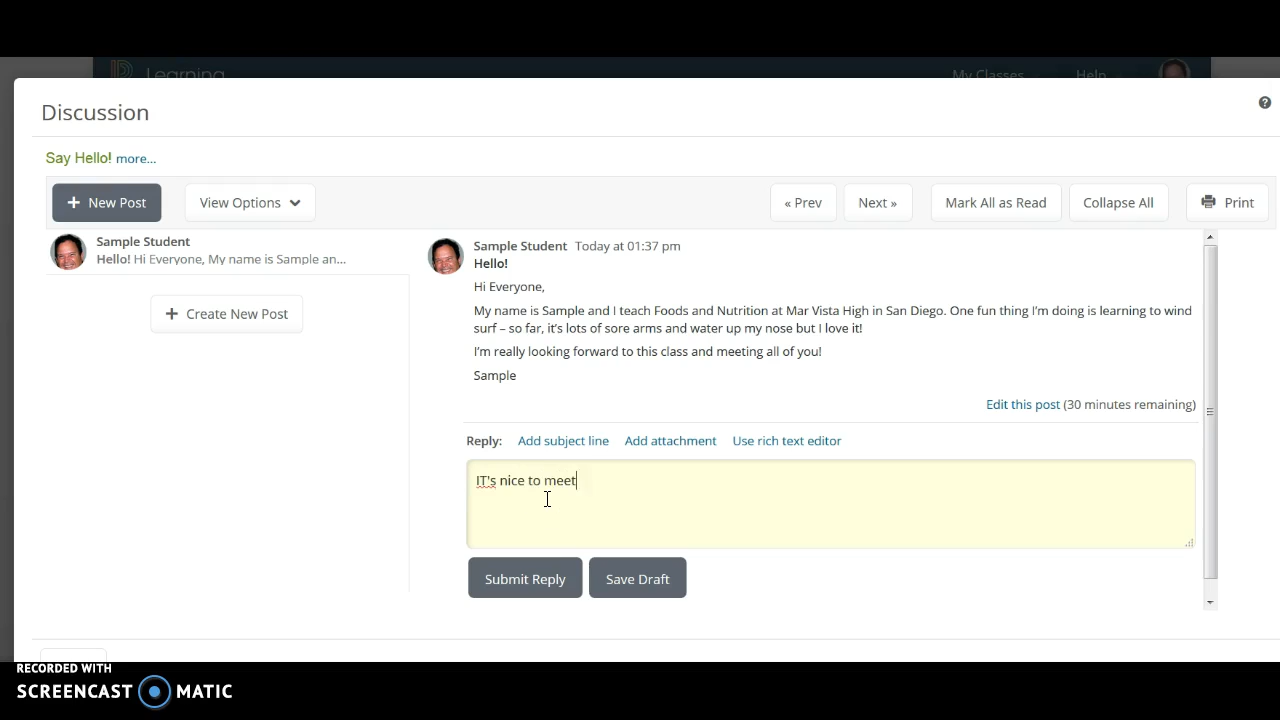 Learning My Classes Help
Discussion
Say Hello! more...
+ New Post View Options « Prev Next » Mark All as Read Collapse All Print
Sample Student
Hello! Hi Everyone, My name is Sample an...
+ Create New Post
Sample Student Today at 01:37 pm
Hello!
Hi Everyone,
My name is Sample and I teach Foods and Nutrition at Mar Vista High in San Diego. One fun thing I’m doing is learning to wind
surf – so far, it’s lots of sore arms and water up my nose but I love it!
I’m really looking forward to this class and meeting all of you!
Sample
Edit this post (30 minutes remaining)
Reply: Add subject line Add attachment Use rich text editor
IT's nice to meet
Submit Reply Save Draft
RECORDED WITH
SCREENCAST MATIC